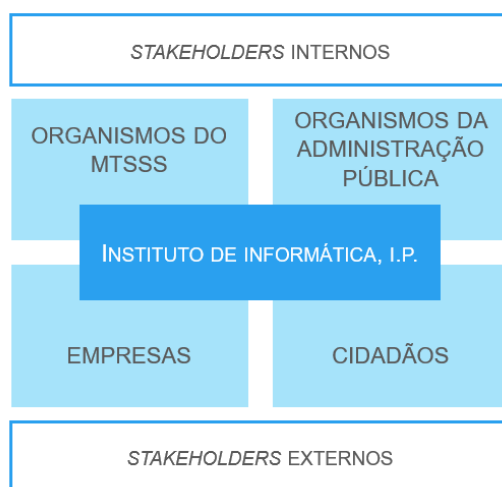 STAKEHOLDERS INTERNOS
ORGANISMOS DO
MTSSS
ORGANISMOS DA
ADMINISTRAÇÃO
PÚBLICA
INSTITUTO DE INFORMÁTICA, I.P.
EMPRESAS
CIDADÃOS
STAKEHOLDERS EXTERNOS